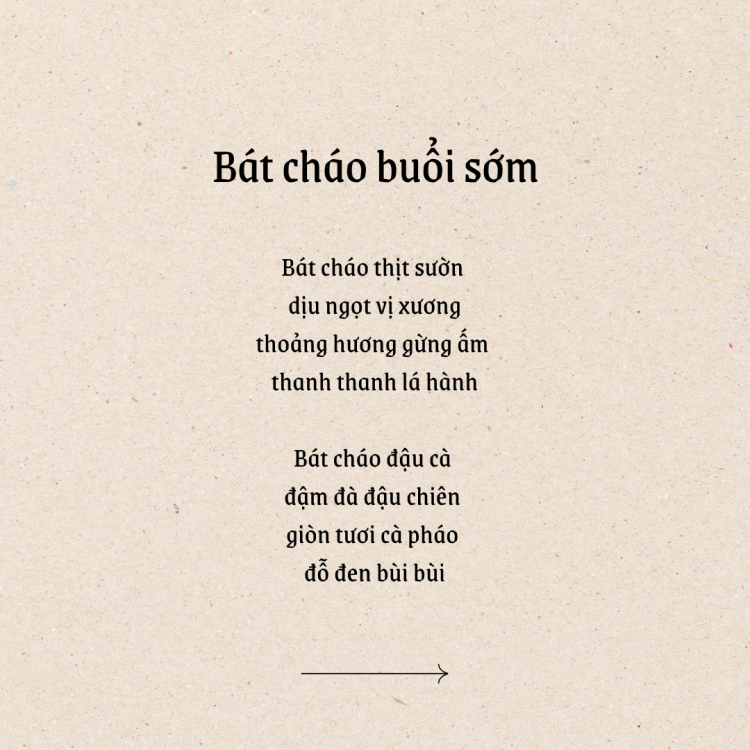 Bát cháo buổi sớm
Bát cháo thịt sườn
dịu ngọt vị xương
thoảng hương gừng ấm
thanh thanh lá hành
Bát cháo đậu cà
đậm đà đậu chiên
giòn tươi cà pháo
đỗ đen bùi bùi